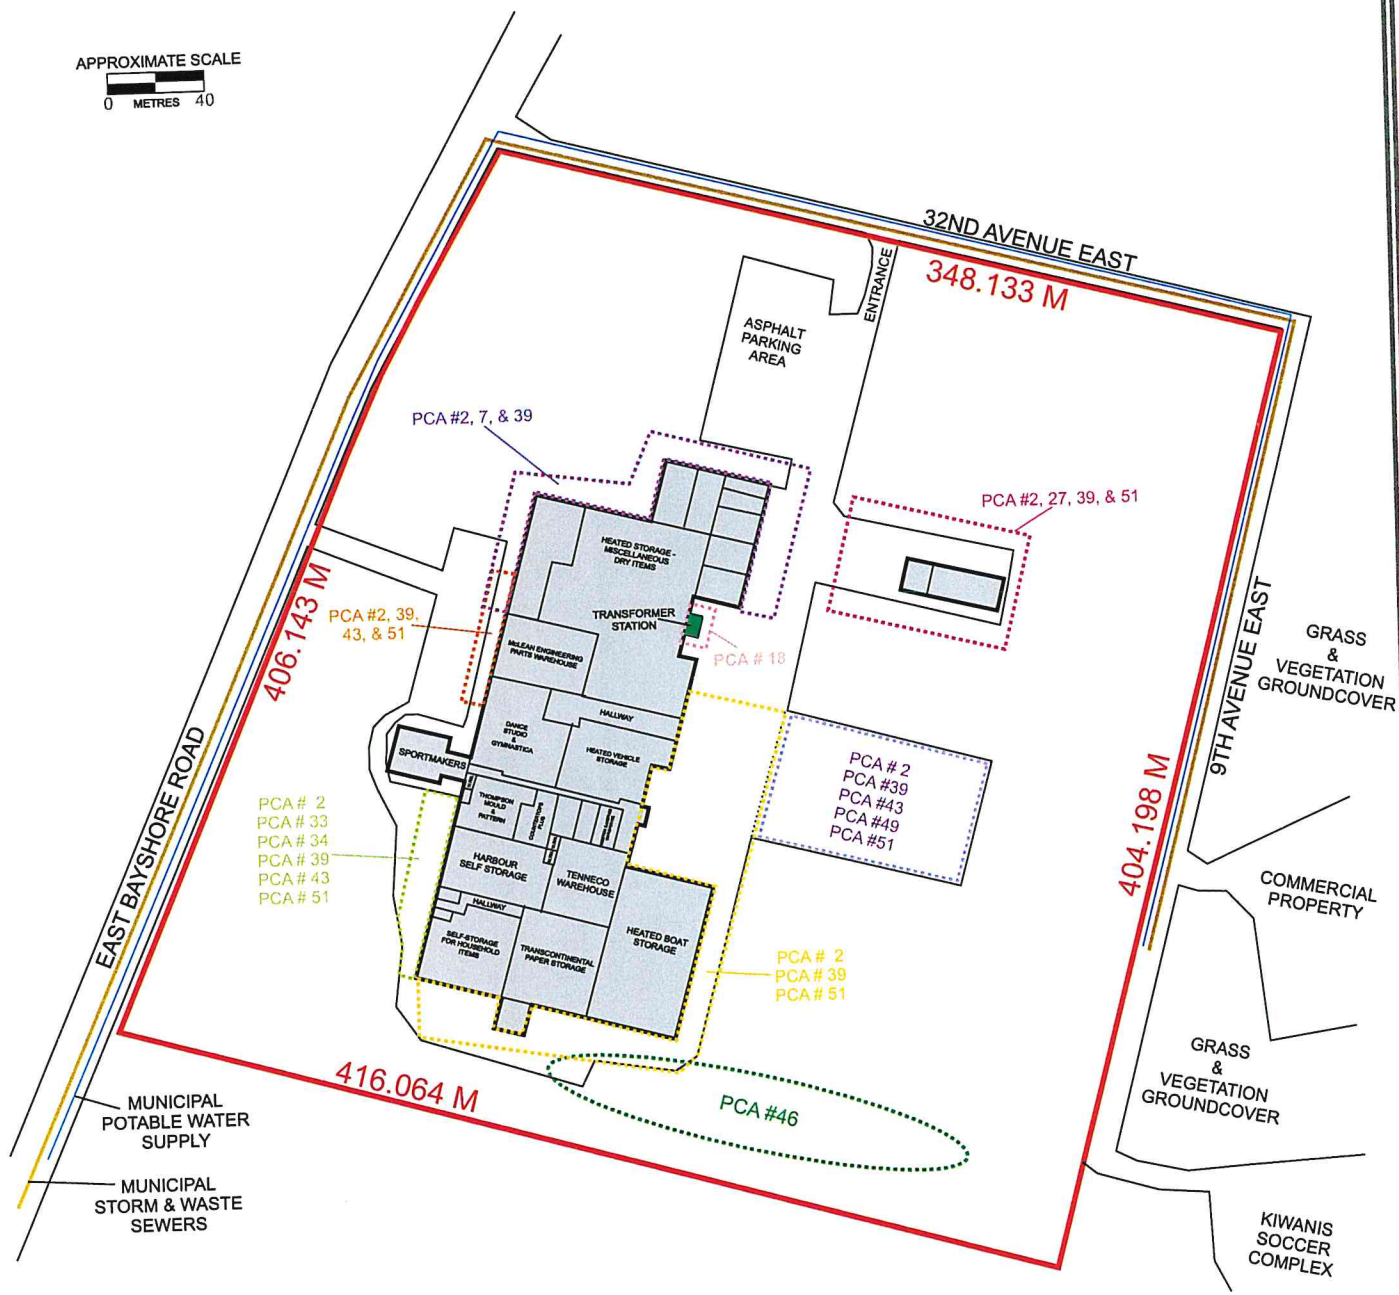 APPROXIMATE SCALE
0 METRES 40
32ND AVENUE EAST
348.133 M
ENTRANCE
ASPHALT
PARKING
AREA
PCA #2, 7, & 39
PCA #2, 27, 39, & 51
HEATED STORAGE -
MISCELLANEOUS
DRY ITEMS
TRANSFORMER
STATION
PCA # 18
PCA #2, 39,
43, & 51
406.143 M
McLEAN ENGINEERING
PARTS WAREHOUSE
HALLWAY
DANCE
STUDIO
&
GYMNASTICA
HEATED VEHICLE
STORAGE
SPORTMAKERS
THOMPSON
MOULD
&
PATTERN
COUNTERTOPS
PLUS
HARBOUR
SELF STORAGE
TENNECO
WAREHOUSE
HALLWAY
SELF-STORAGE
FOR HOUSEHOLD
ITEMS
TRANSCONTINENTAL
PAPER STORAGE
HEATED BOAT
STORAGE
PCA # 2
PCA # 33
PCA # 34
PCA # 39
PCA # 43
PCA # 51
PCA # 2
PCA #39
PCA #43
PCA #49
PCA #51
PCA # 2
PCA # 39
PCA # 51
PCA #46
EAST BAYSHORE ROAD
9TH AVENUE EAST
404.198 M
416.064 M
GRASS
&
VEGETATION
GROUNDCOVER
COMMERCIAL
PROPERTY
GRASS
&
VEGETATION
GROUNDCOVER
KIWANIS
SOCCER
COMPLEX
MUNICIPAL
POTABLE WATER
SUPPLY
MUNICIPAL
STORM & WASTE
SEWERS